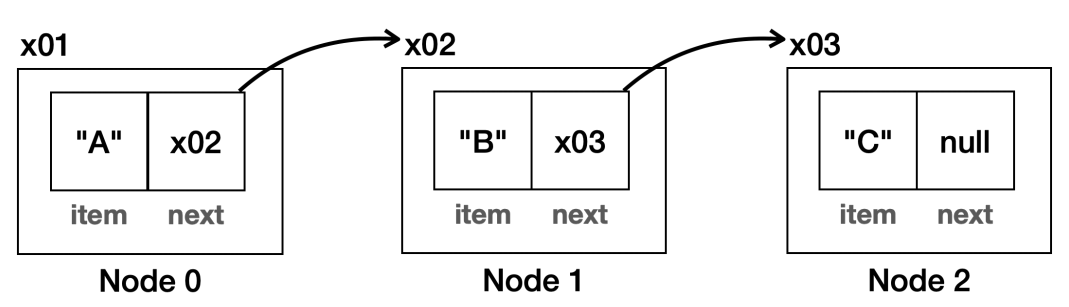 x01
x02
x03
"A" x02
"B" x03
"C" null
item next
item next
item next
Node 0
Node 1
Node 2